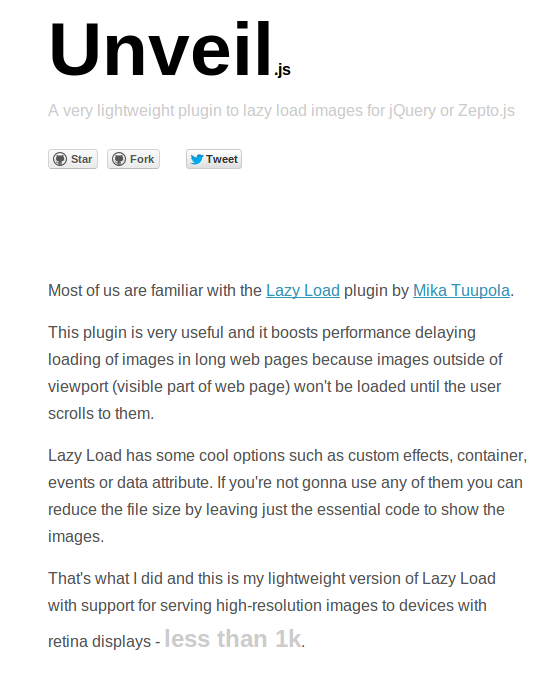 Unveil.js
A very lightweight plugin to lazy load images for jQuery or Zepto.js
Star Fork Tweet
Most of us are familiar with the Lazy Load plugin by Mika Tuupola.
This plugin is very useful and it boosts performance delaying
loading of images in long web pages because images outside of
viewport (visible part of web page) won't be loaded until the user
scrolls to them.
Lazy Load has some cool options such as custom effects, container,
events or data attribute. If you're not gonna use any of them you can
reduce the file size by leaving just the essential code to show the
images.
That's what I did and this is my lightweight version of Lazy Load
with support for serving high-resolution images to devices with
retina displays - less than 1k.